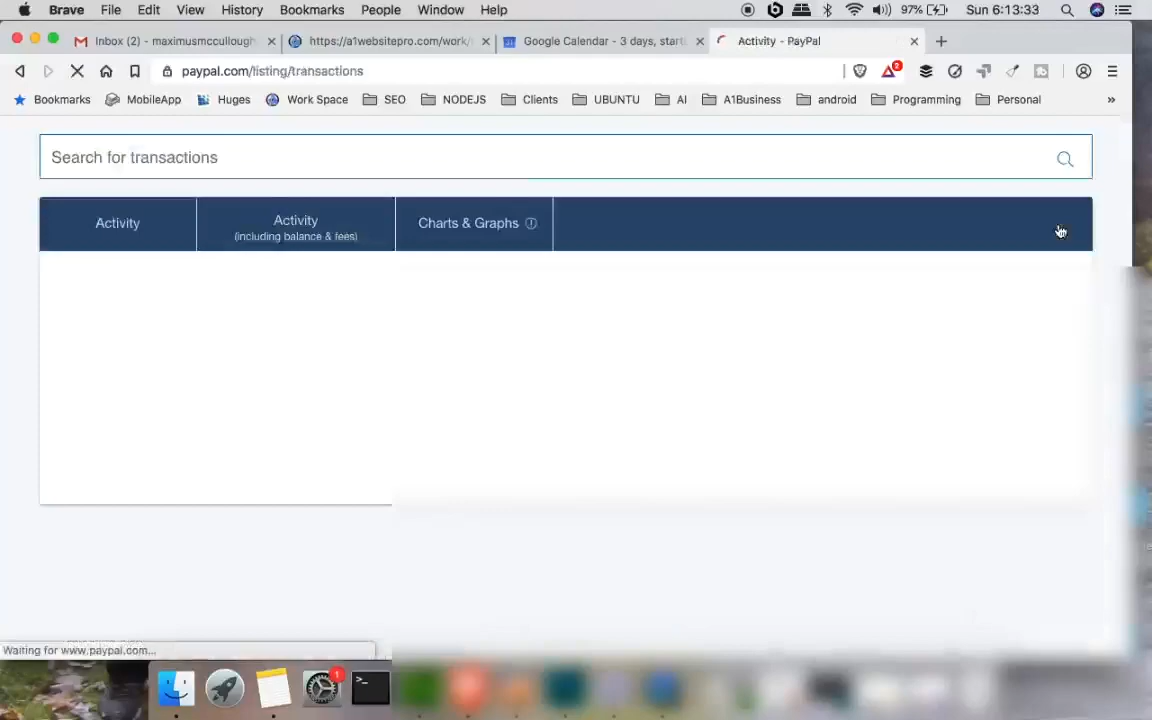 Brave File Edit View History Bookmarks People Window Help 97% Sun 6:13:33
Inbox (2) - maximusmccullough
https://a1websitepro.com/work/
Google Calendar - 3 days, start
Activity - PayPal
paypal.com/listing/transactions
2
Bookmarks MobileApp Huges Work Space SEO NODEJS Clients UBUNTU AI A1Business android Programming Personal »
Search for transactions
Activity
Activity
(including balance & fees)
Charts & Graphs
Waiting for www.paypal.com...
1
>_